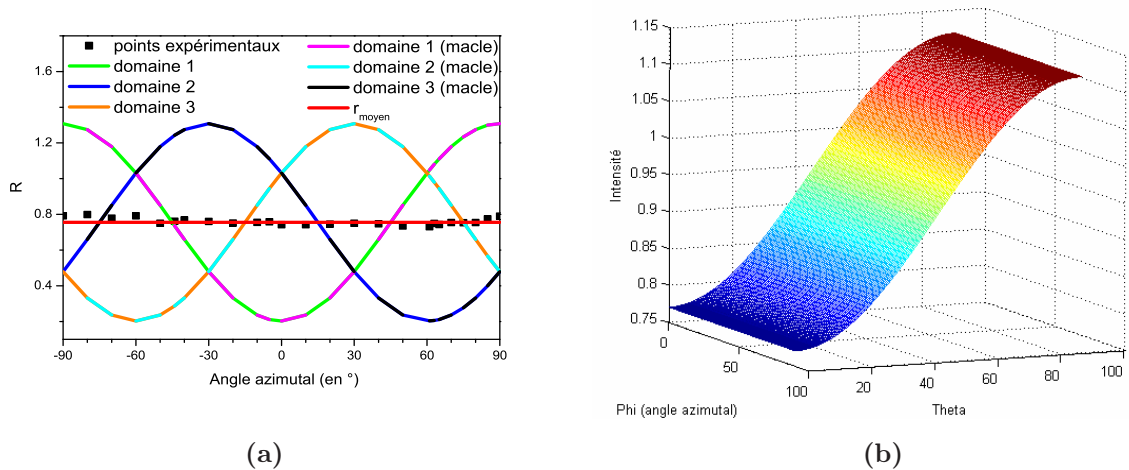 points expérimentaux
domaine 1
domaine 2
domaine 3
domaine 1 (macle)
domaine 2 (macle)
domaine 3 (macle)
r moyen
1.6
1.2
0.8
0.4
R
-90 -60 -30 0 30 60 90
Angle azimutal (en °)
(a)
1.15
1.1
1.05
1
0.95
0.9
0.85
0.8
0.75
Intensité
0
50
100
Phi (angle azimutal)
20 40 60 80 100
Theta
(b)